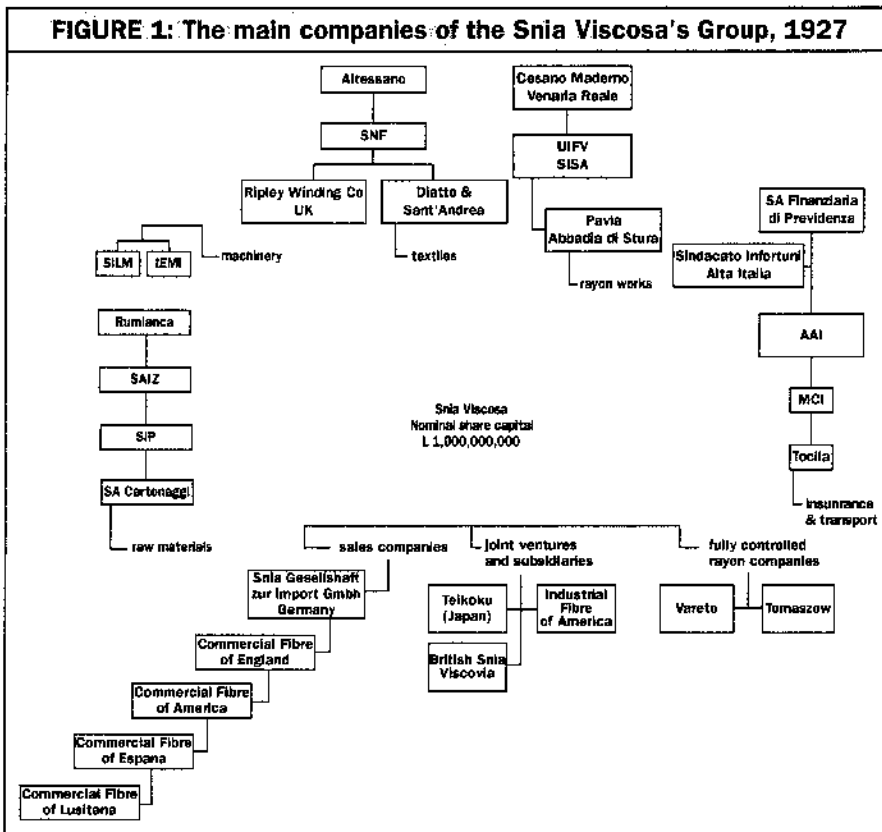 FIGURE 1: The main companies of the Snia Viscosa's Group, 1927
Altessano
Cesano Maderno
Venaria Reale
SNF
UIFV
SISA
Ripley Winding Co
UK
Diatto &
Sant'Andrea
SA Finanziaria
di Previdenza
Pavia
Abbadia di Stura
Sindacato Infortuni
Alta Italia
SILM
IEMI
machinery
textiles
rayon works
Rumianca
AAI
SAIZ
MCI
Snia Viscosa
Nominal share capital
L 1,000,000,000
SIP
Tocila
SA Cartonaggi
insunrance
& transport
raw materials
sales companies
joint ventures
and subsidiaries
fully controlled
rayon companies
Snia Gesellshaft
zur Import Gmbh
Germany
Teikoku
(Japan)
Industrial
Fibre
of America
Vareto
Tomaszow
Commercial Fibre
of England
British Snia
Viscovia
Commercial Fibre
of America
Commercial Fibre
of Espana
Commercial Fibre
of Lusitana